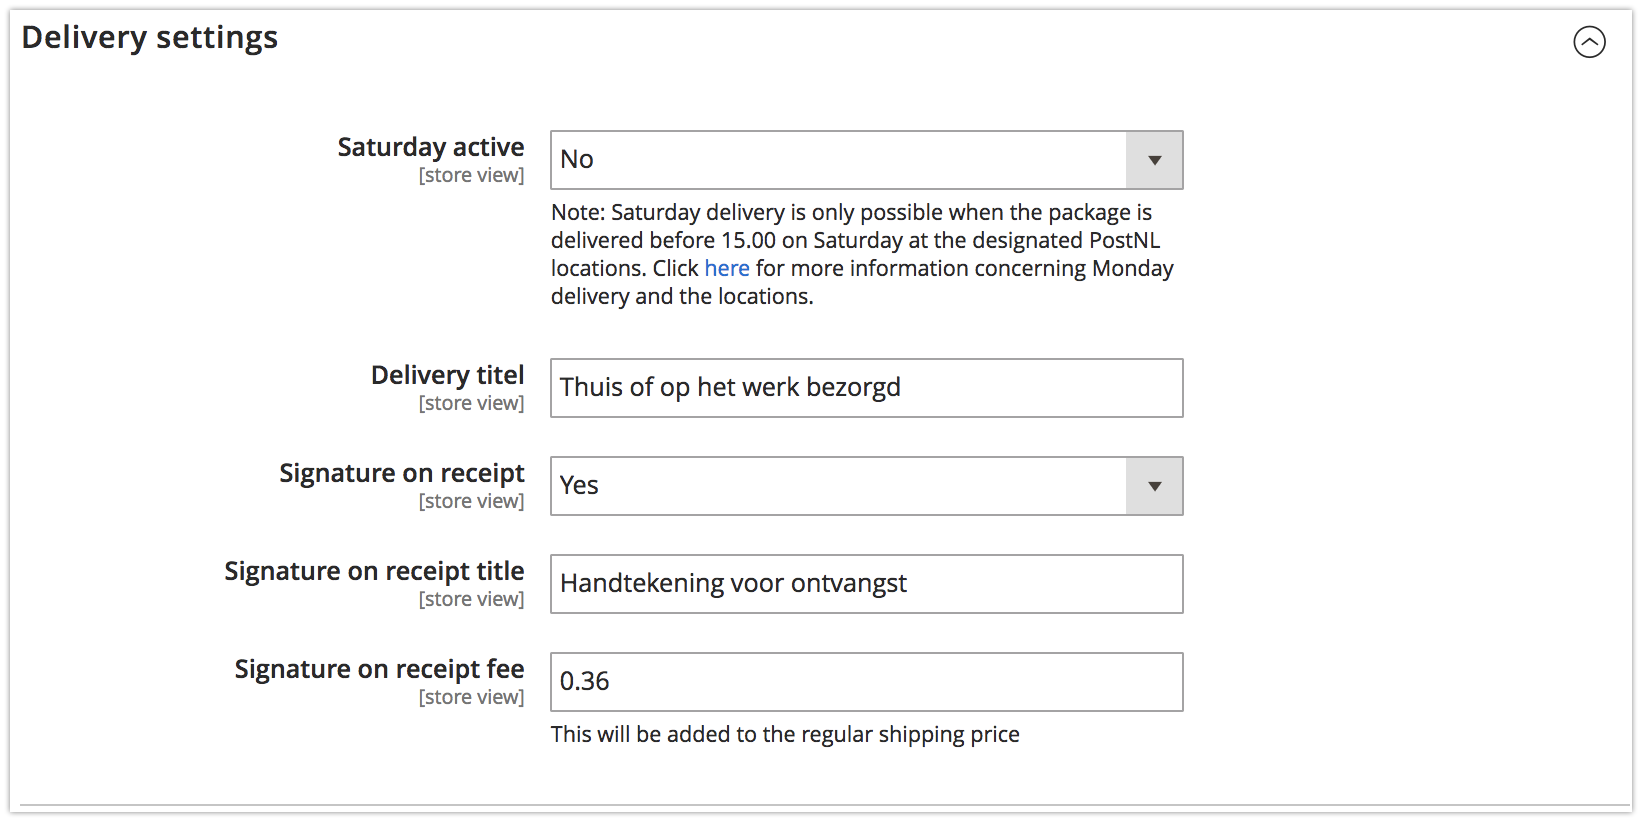 Delivery settings
Saturday active
[store view]
No
Note: Saturday delivery is only possible when the package is
delivered before 15.00 on Saturday at the designated PostNL
locations. Click here for more information concerning Monday
delivery and the locations.
Delivery titel
[store view]
Thuis of op het werk bezorgd
Signature on receipt
[store view]
Yes
Signature on receipt title
[store view]
Handtekening voor ontvangst
Signature on receipt fee
[store view]
0.36
This will be added to the regular shipping price